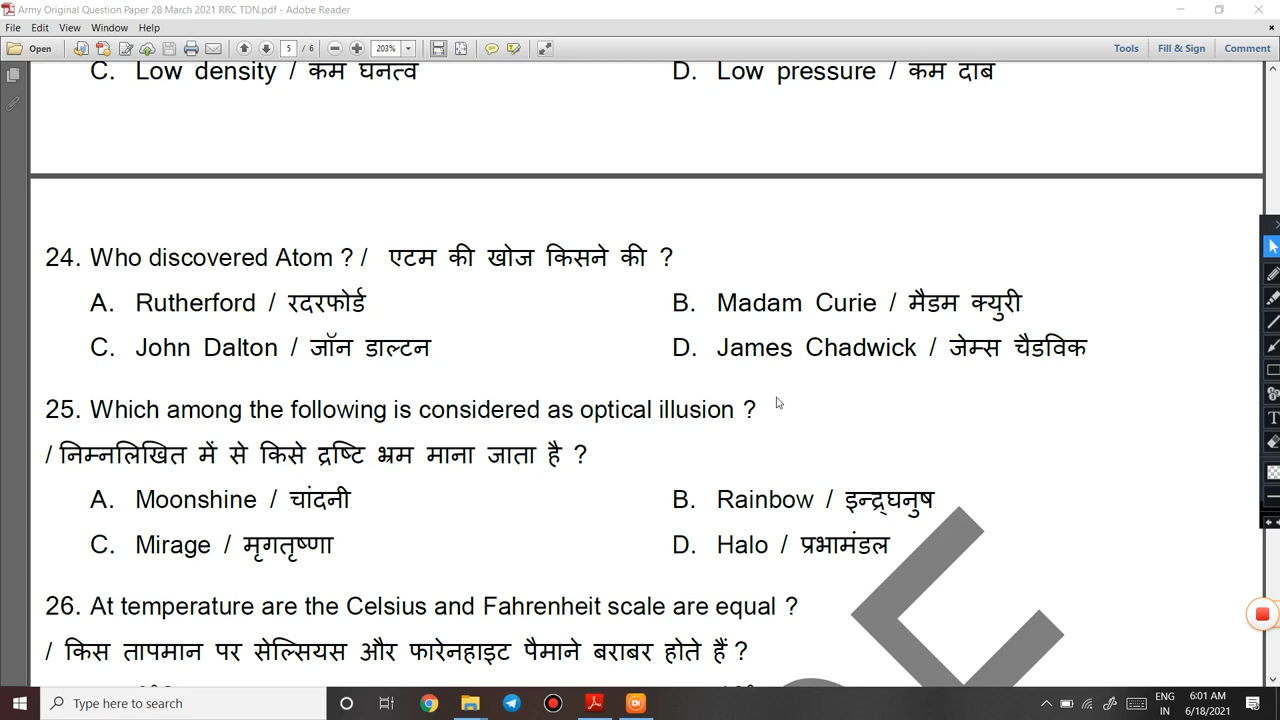 Army Original Question Paper 28 March 2021 RRC TDN.pdf - Adobe Reader
File Edit View Window Help
Open 5 / 6 203% Tools Fill & Sign Comment
C. Low density / कम घनत्व D. Low pressure / कम दाब
24. Who discovered Atom ? / एटम की खोज किसने की ?
A. Rutherford / रदरफोर्ड B. Madam Curie / मैडम क्युरी
C. John Dalton / जॉन डाल्टन D. James Chadwick / जेम्स चैडविक
25. Which among the following is considered as optical illusion ?
/ निम्नलिखित में से किसे द्रष्टि भ्रम माना जाता है ?
A. Moonshine / चांदनी B. Rainbow / इन्द्र्घनुष
C. Mirage / मृगतृष्णा D. Halo / प्रभामंडल
26. At temperature are the Celsius and Fahrenheit scale are equal ?
/ किस तापमान पर सेल्सियस और फारेनहाइट पैमाने बराबर होते हैं ?
Type here to search ENG 6:01 AM
IN 6/18/2021